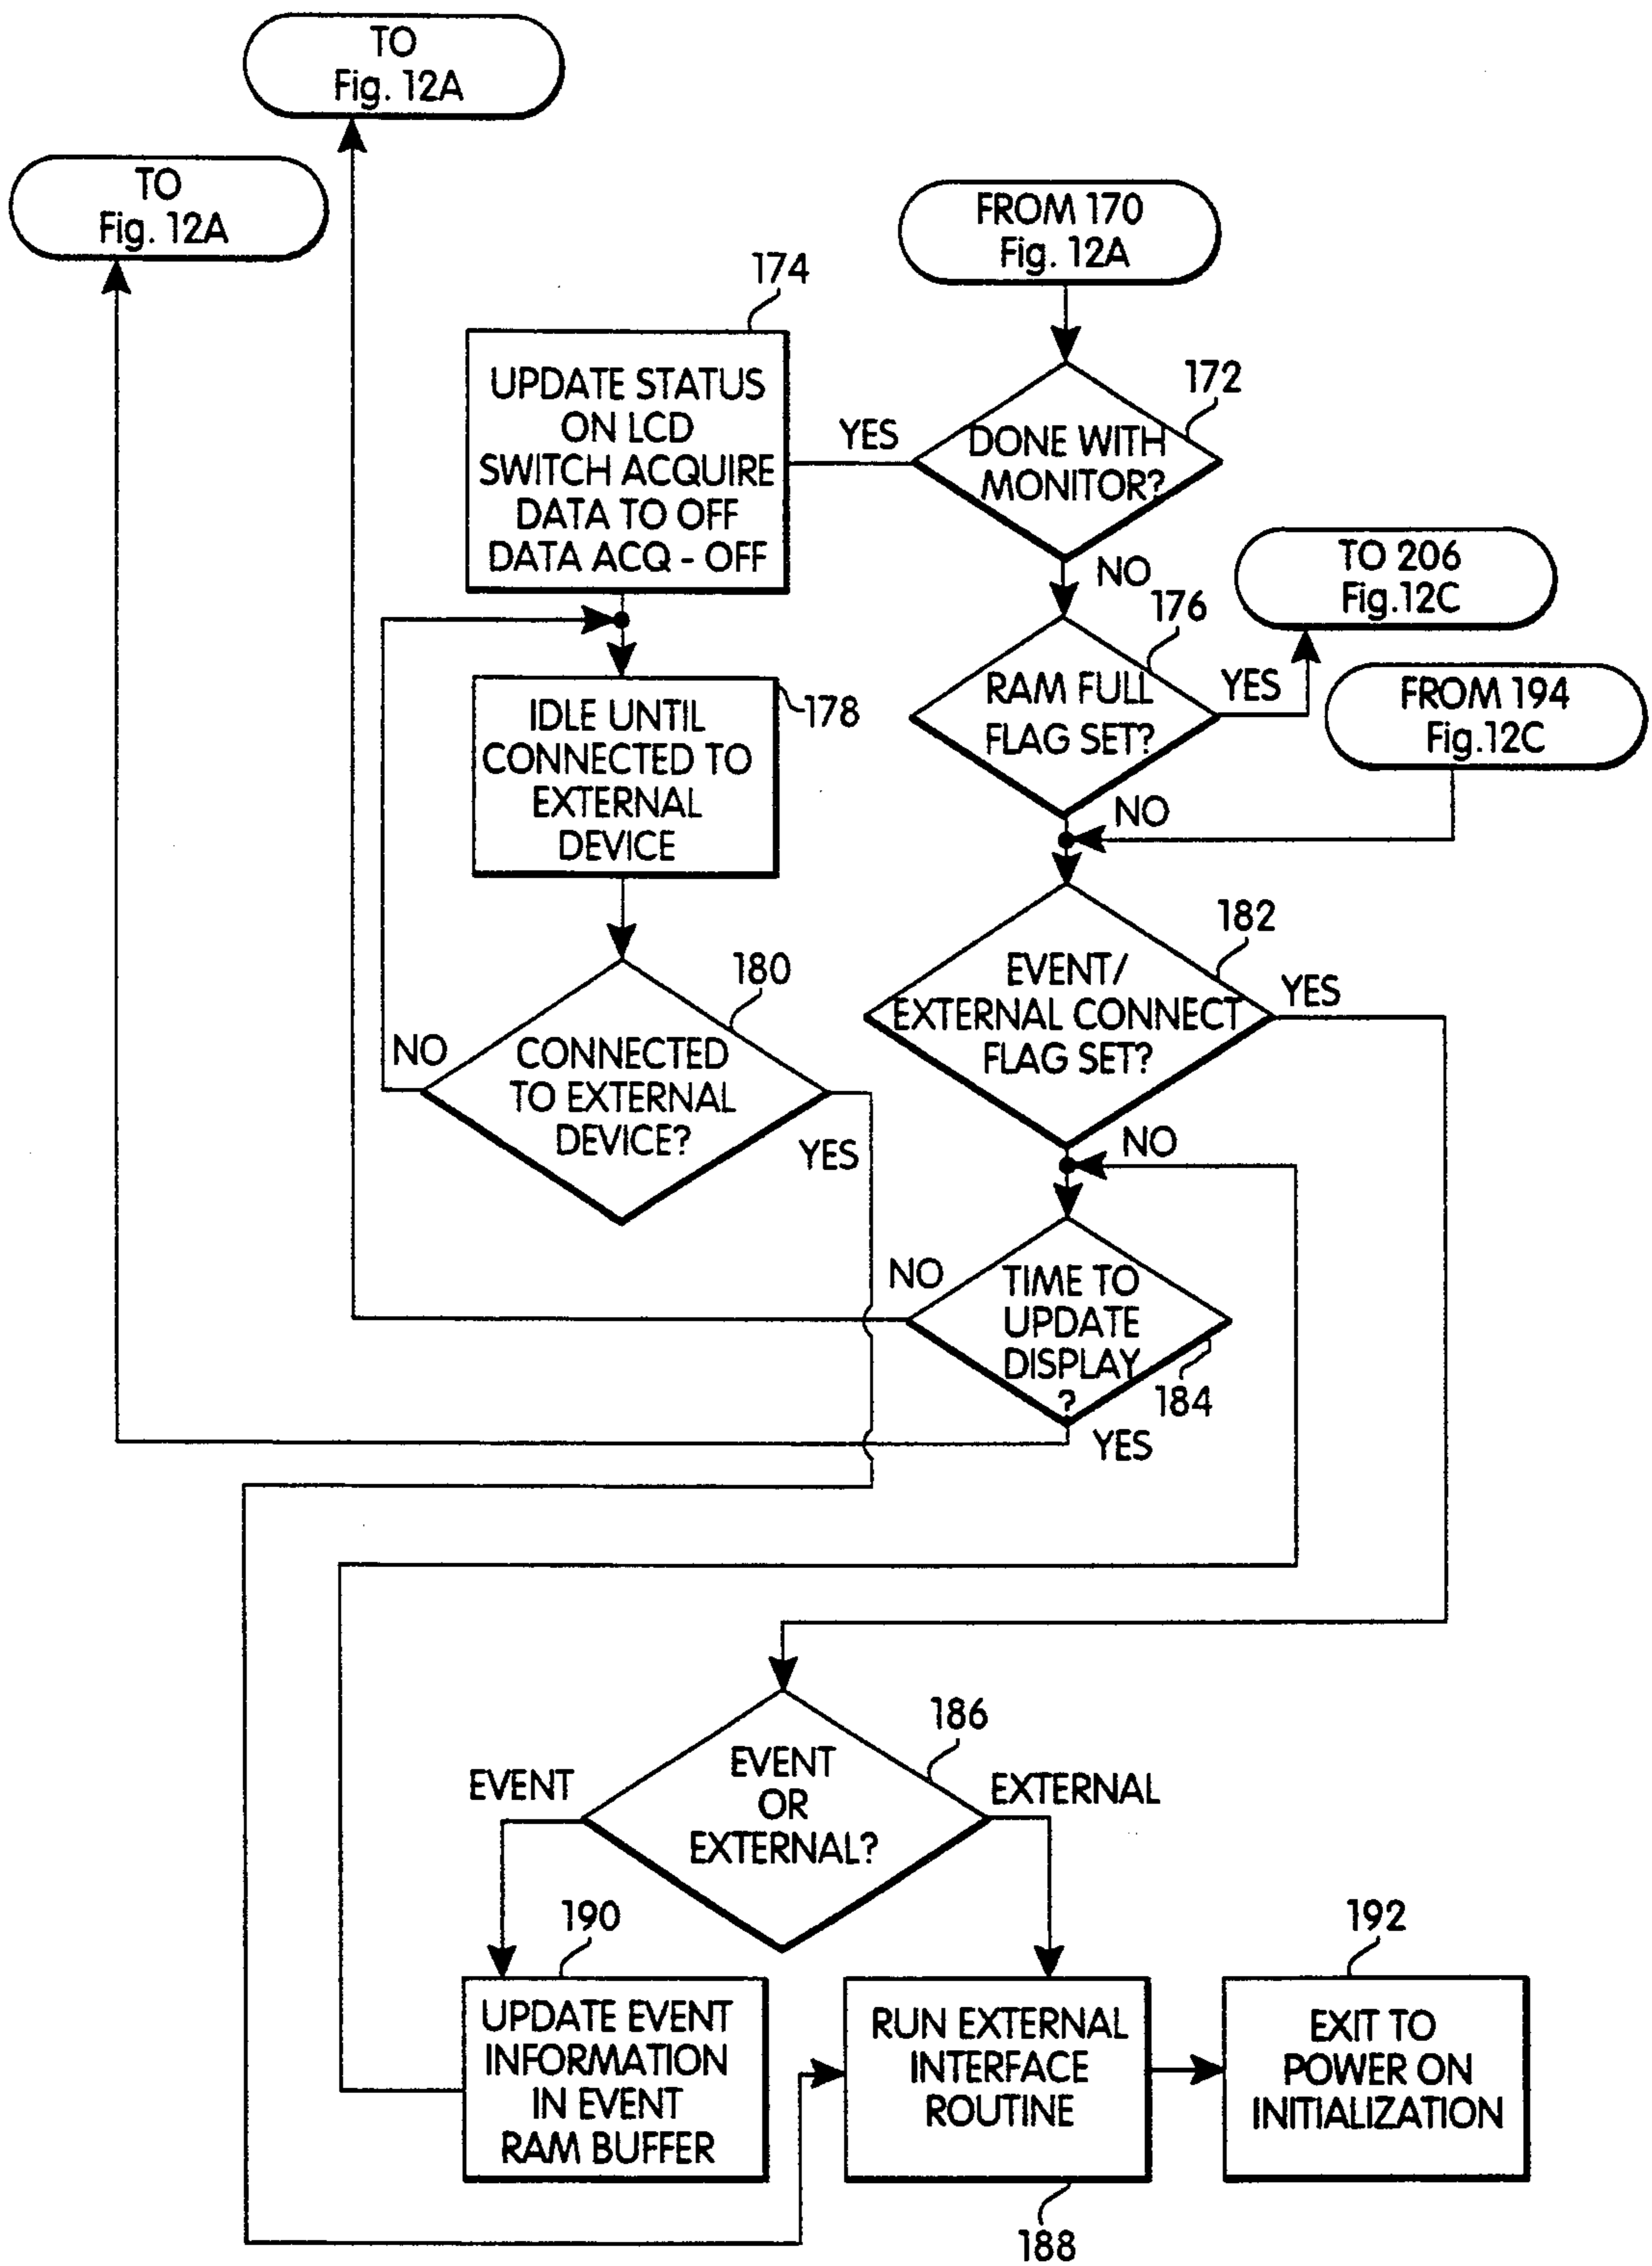 TO
Fig. 12A
TO
Fig. 12A
FROM 170
Fig. 12A
174
UPDATE STATUS
ON LCD
SWITCH ACQUIRE
DATA TO OFF
DATA ACQ - OFF
YES
172
DONE WITH
MONITOR?
NO
TO 206
Fig.12C
176
RAM FULL
FLAG SET?
YES
FROM 194
Fig.12C
NO
178
IDLE UNTIL
CONNECTED TO
EXTERNAL
DEVICE
182
EVENT/
EXTERNAL CONNECT
FLAG SET?
YES
NO
180
NO
CONNECTED
TO EXTERNAL
DEVICE?
YES
NO
TIME TO
UPDATE
DISPLAY
?
184
YES
186
EVENT
EVENT
OR
EXTERNAL?
EXTERNAL
190
UPDATE EVENT
INFORMATION
IN EVENT
RAM BUFFER
RUN EXTERNAL
INTERFACE
ROUTINE
188
192
EXIT TO
POWER ON
INITIALIZATION